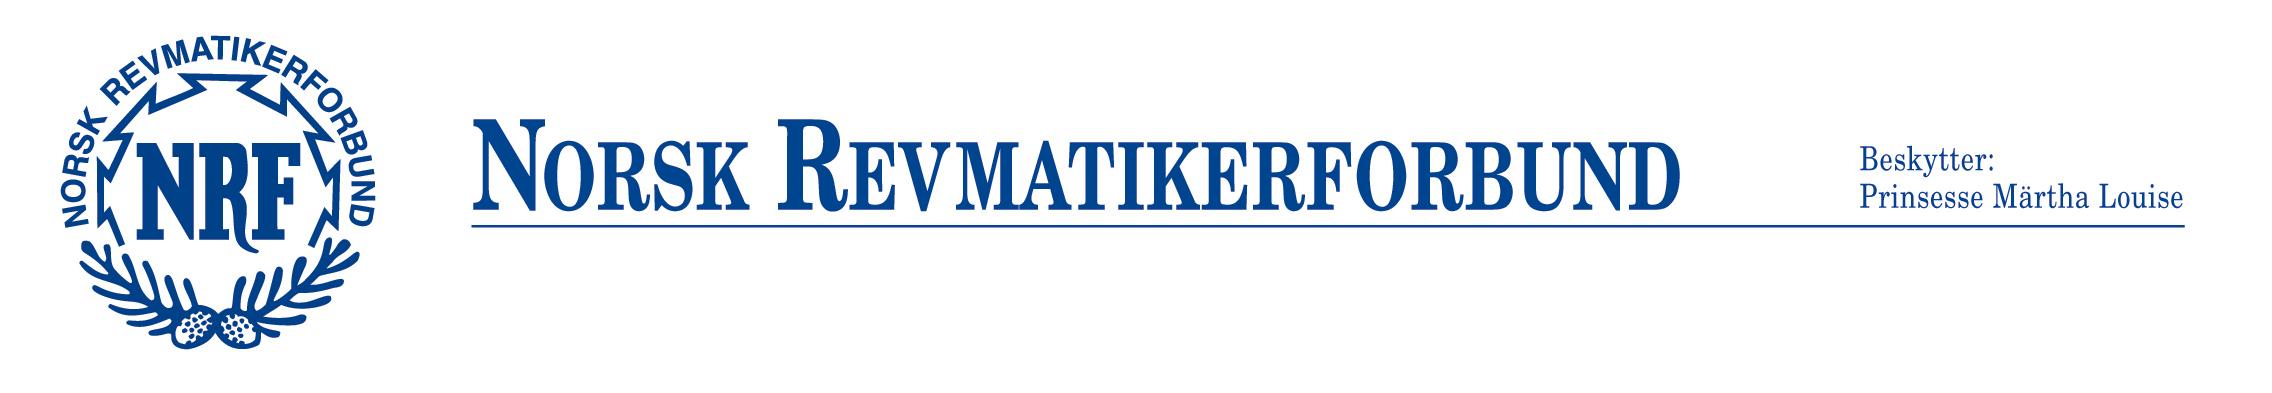 NORSK REVMATIKERFORBUND
NRF
NORSK REVMATIKERFORBUND
Beskytter:
Prinsesse Märtha Louise